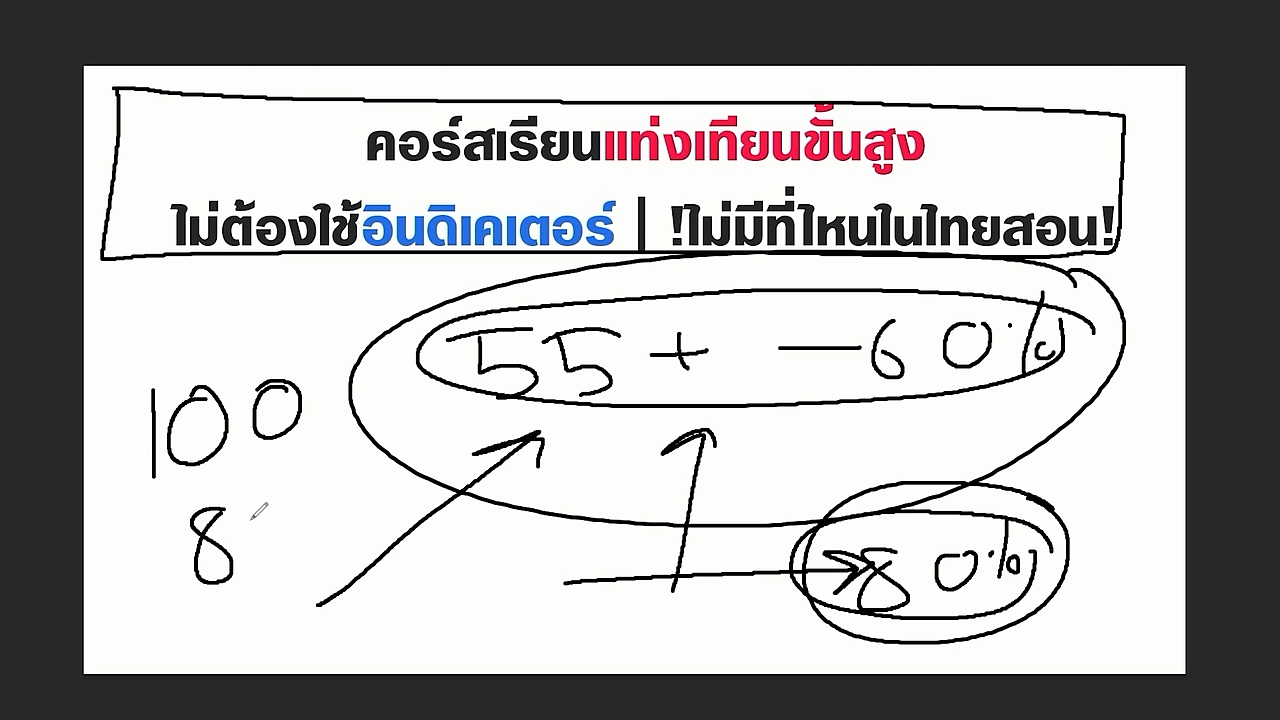 คอร์สเรียนแท่งเทียนขั้นสูง
ไม่ต้องใช้อินดิเคเตอร์ | !ไม่มีที่ไหนในไทยสอน!
55 + - 60%
100
8
80%